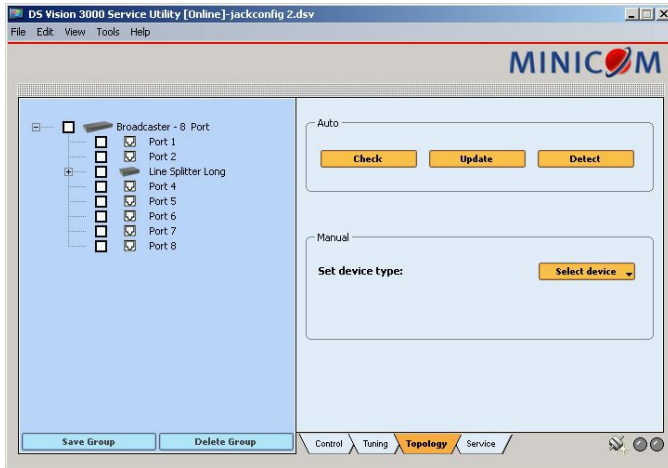 DS Vision 3000 Service Utility [Online]-jackconfig 2.dsv
File Edit View Tools Help
MINICOM
Broadcaster - 8 Port
Port 1
Port 2
Line Splitter Long
Port 4
Port 5
Port 6
Port 7
Port 8
Save Group Delete Group
Auto
Check Update Detect
Manual
Set device type: Select device
Control Tuning Topology Service